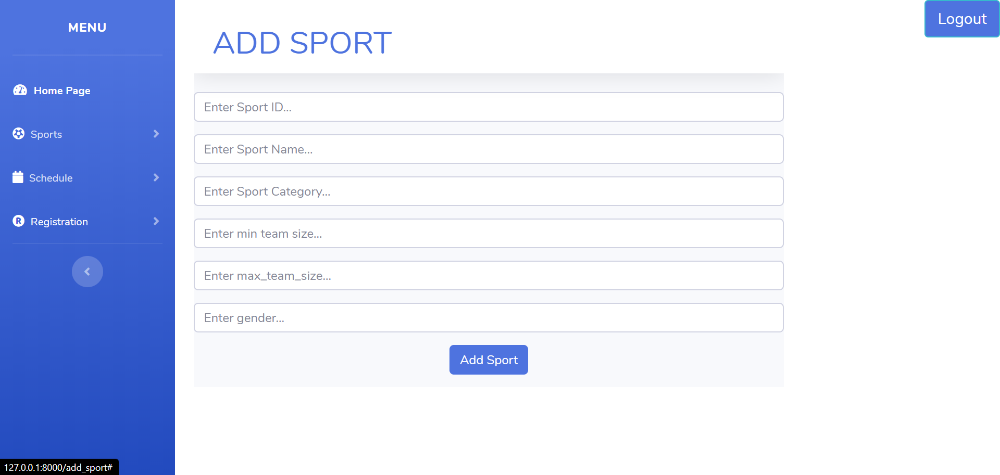 MENU
Home Page
Sports
Schedule
Registration
ADD SPORT
Logout
Enter Sport ID...
Enter Sport Name...
Enter Sport Category...
Enter min team size...
Enter max_team_size...
Enter gender...
Add Sport
127.0.0.1:8000/add_sport#